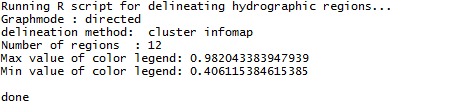 Running R script for delineating hydrographic regions...
Graphmode : directed
delineation method:  cluster infomap
Number of regions  : 12
Max value of color legend: 0.982043383947939
Min value of color legend: 0.406115384615385
done